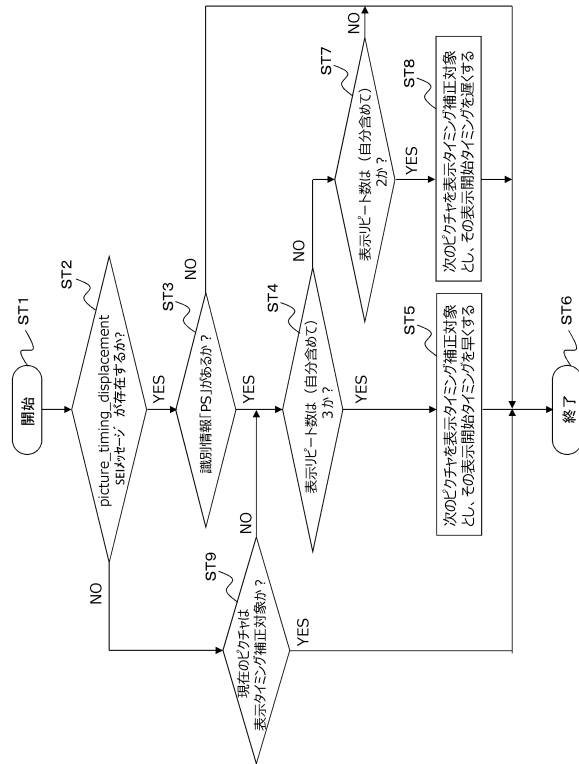 ST1
開始
ST2
picture_timing_displacement
SEIメッセージ が存在するか?
NO
YES
ST3
識別情報「PS」があるか?
NO
YES
ST9
現在のピクチャは
表示タイミング補正対象か?
NO
YES
ST4
表示リピート数は(自分含めて)
3か?
NO
YES
ST7
表示リピート数は(自分含めて)
2か?
NO
YES
ST5
次のピクチャを表示タイミング補正対象
とし、その表示開始タイミングを早くする
ST8
次のピクチャを表示タイミング補正対象
とし、その表示開始タイミングを遅くする
ST6
終了